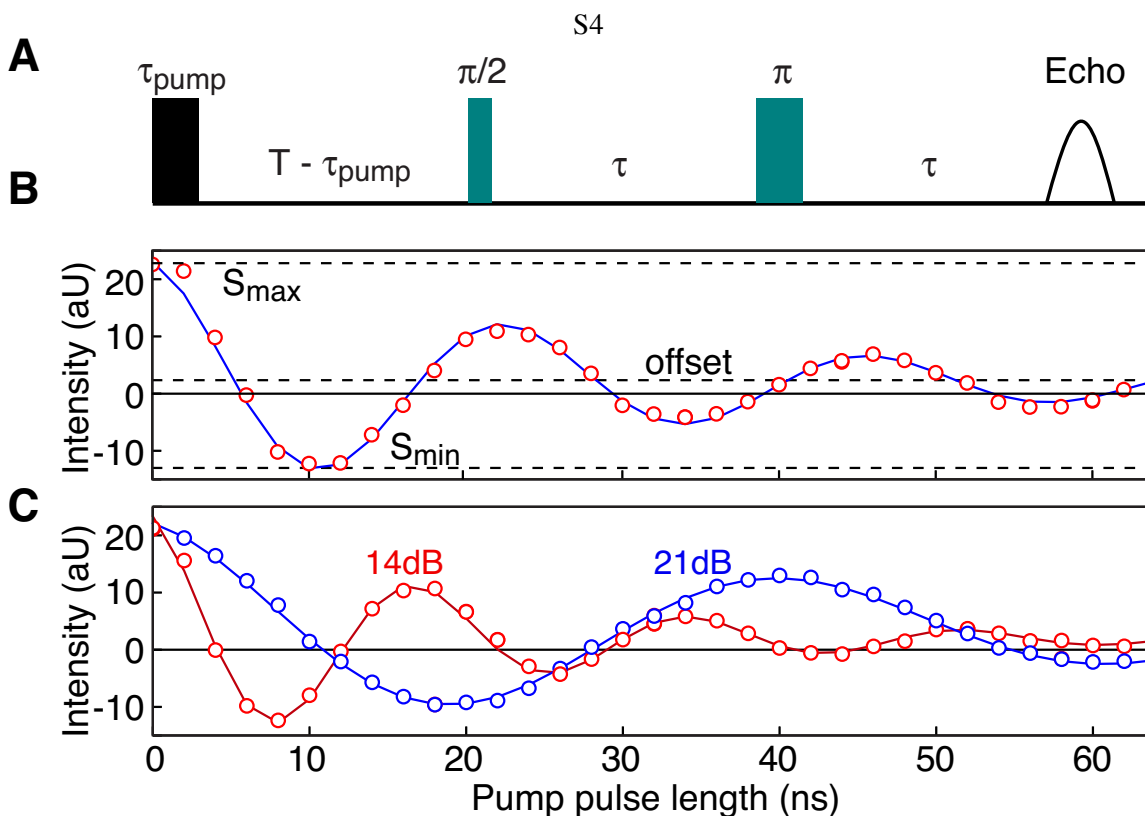 S4
A
τpump π/2 π Echo
T - τpump τ τ
B
Intensity (aU)
20
10
0
-10
Smax
offset
Smin
C
Intensity (aU)
20
10
0
-10
14dB 21dB
0 10 20 30 40 50 60
Pump pulse length (ns)